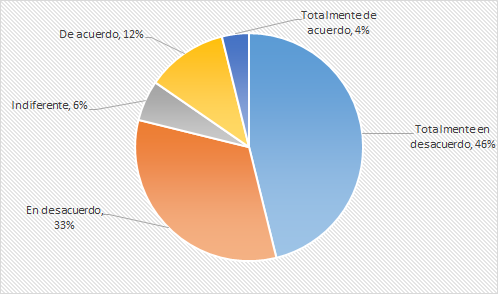 Totalmente de
acuerdo, 4%
De acuerdo, 12%
Indiferente, 6%
Totalmente en
desacuerdo, 46%
En desacuerdo,
33%